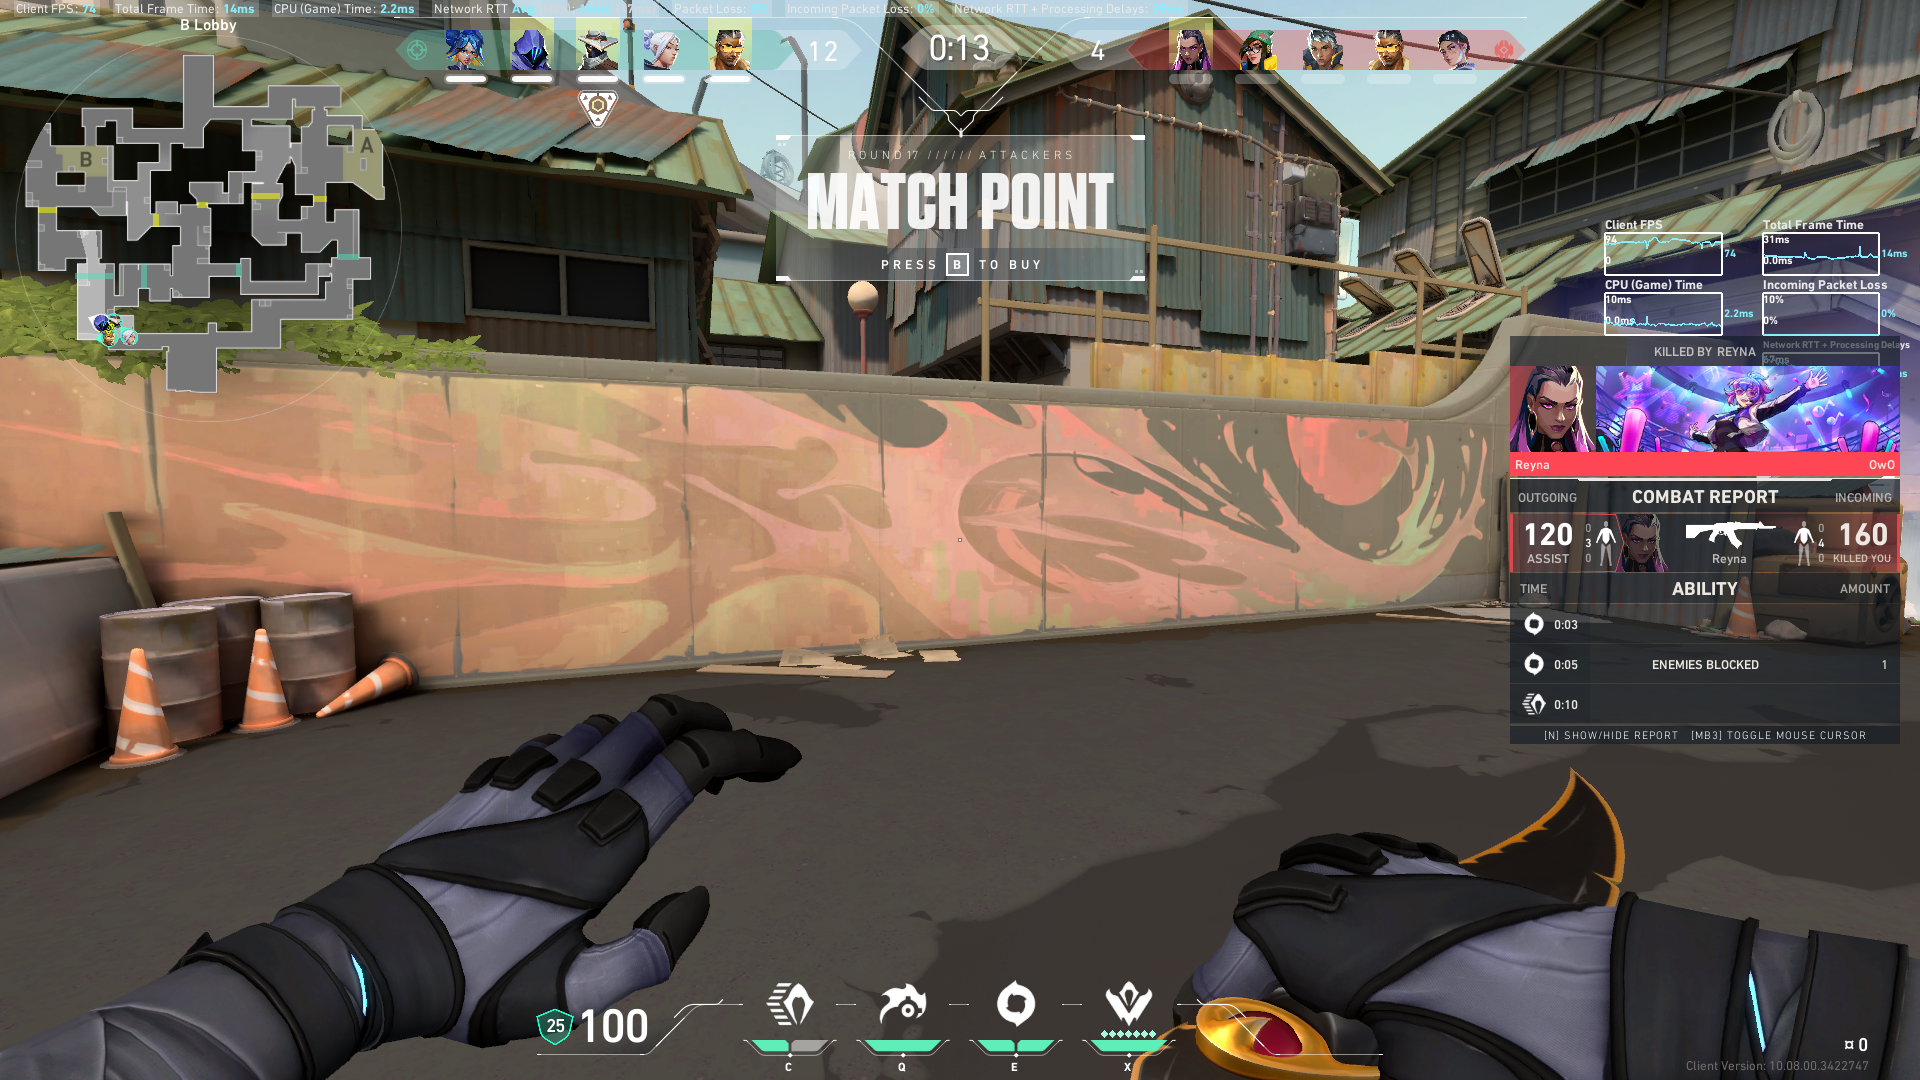 Client FPS: 74 Total Frame Time: 14ms CPU (Game) Time: 2.2ms Network RTT Packet Loss: Incoming Packet Loss: 0% Network RTT + Processing Delays:
B Lobby
12
0:13
4
A
B
ROUND 17 ////// ATTACKERS
MATCH POINT
PRESS B TO BUY
Client FPS
94
0
74
Total Frame Time
31ms
0.0ms
14ms
CPU (Game) Time
10ms
0.0ms
2.2ms
Incoming Packet Loss
10%
0%
0%
Network RTT + Processing Delays
67ms
KILLED BY REYNA
Reyna OwO
OUTGOING COMBAT REPORT INCOMING
120 0 3 0 0 4 160
ASSIST Reyna 4 KILLED YOU
TIME ABILITY AMOUNT
0:03
0:05 ENEMIES BLOCKED 1
0:10
[N] SHOW/HIDE REPORT [MB3] TOGGLE MOUSE CURSOR
25 100
C Q E X
¤ 0
Client Version: 10.08.00.3422747